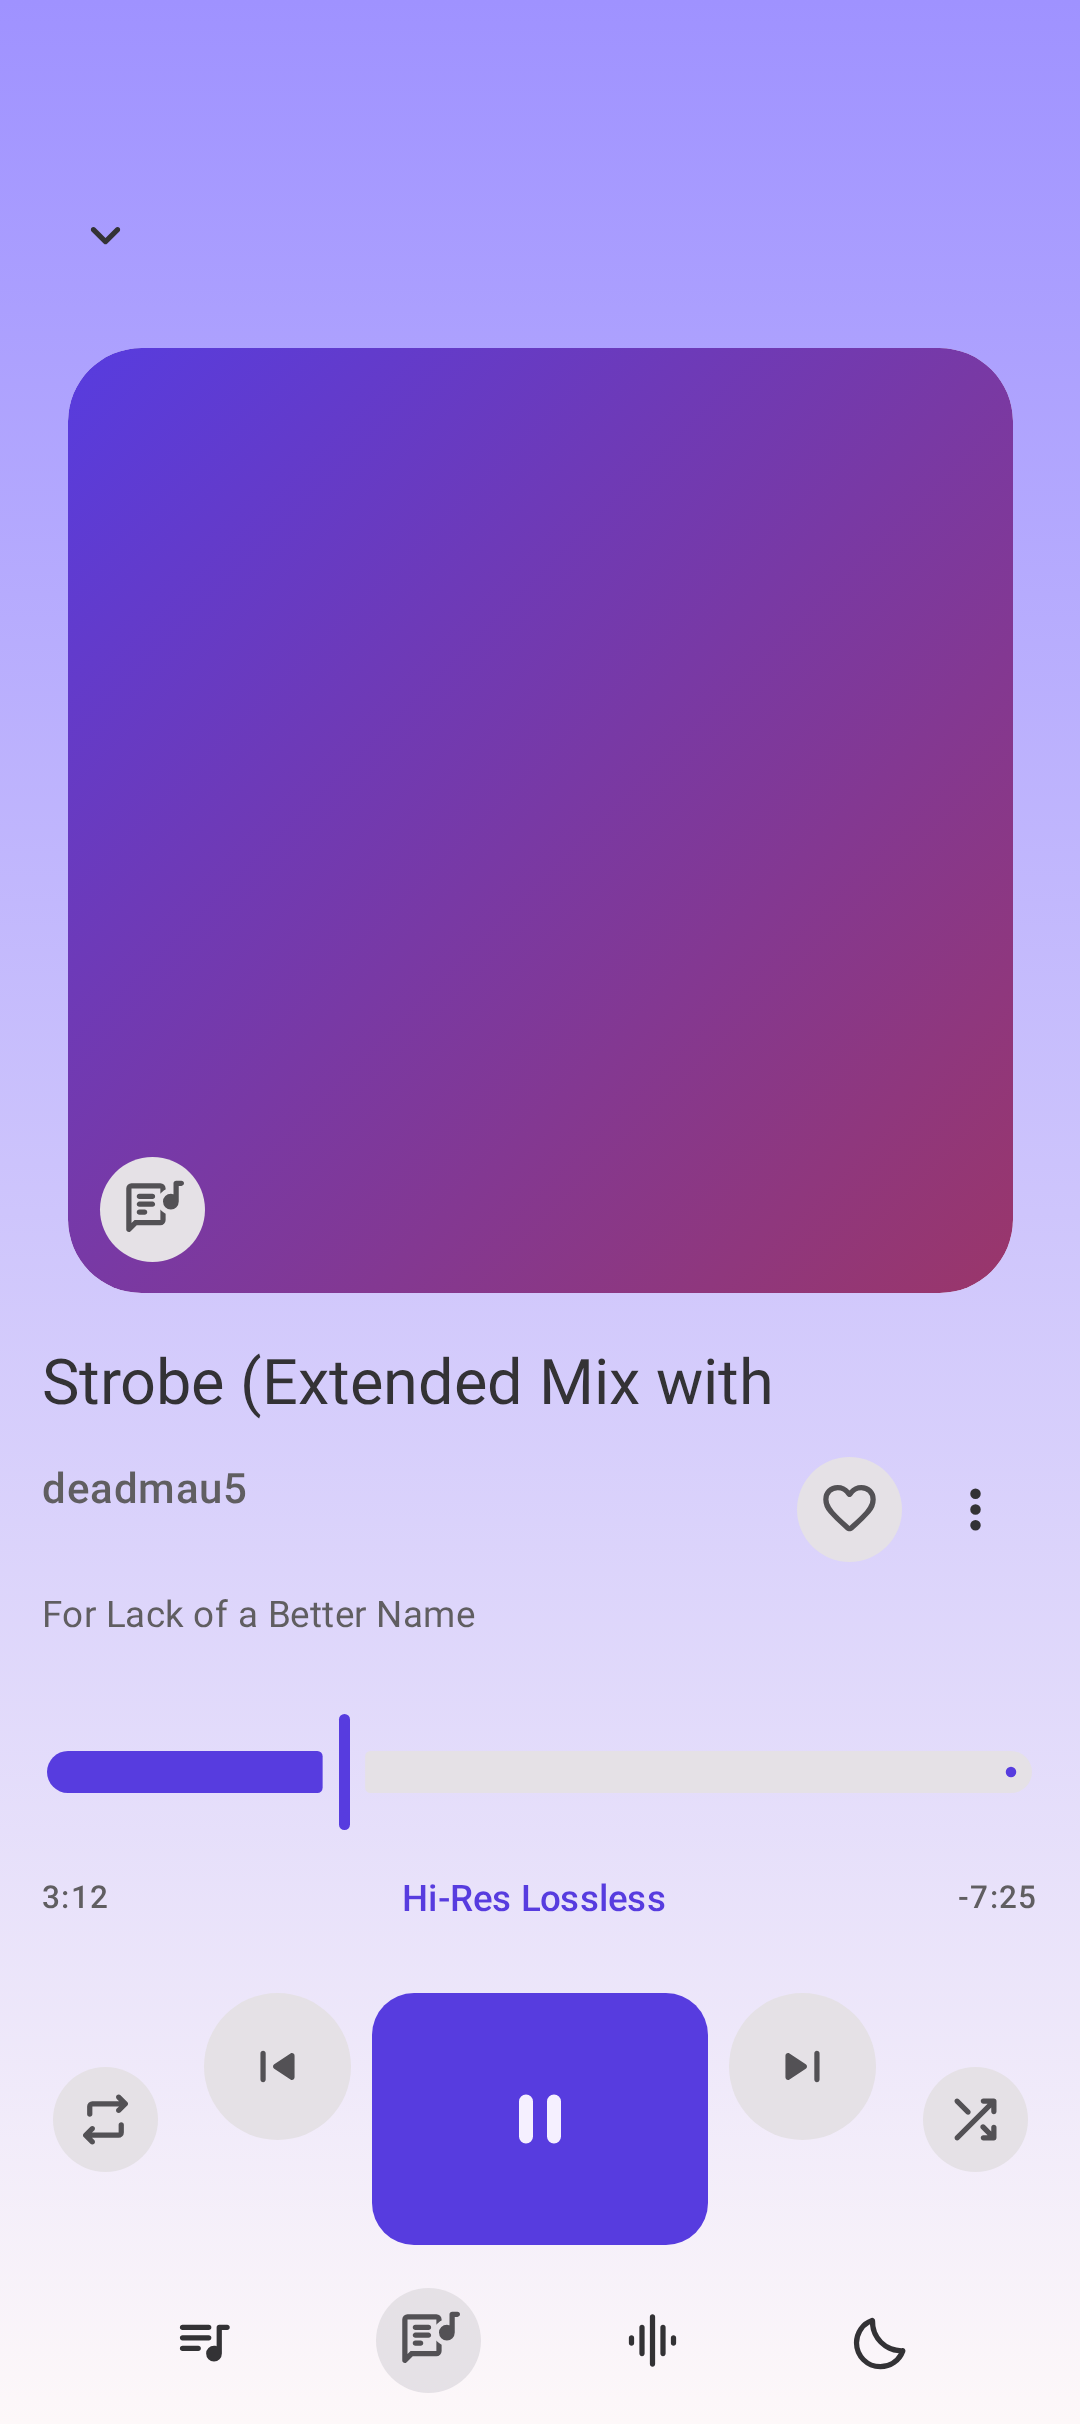 Strobe (Extended Mix with
deadmau5
For Lack of a Better Name
3:12
Hi-Res Lossless
-7:25